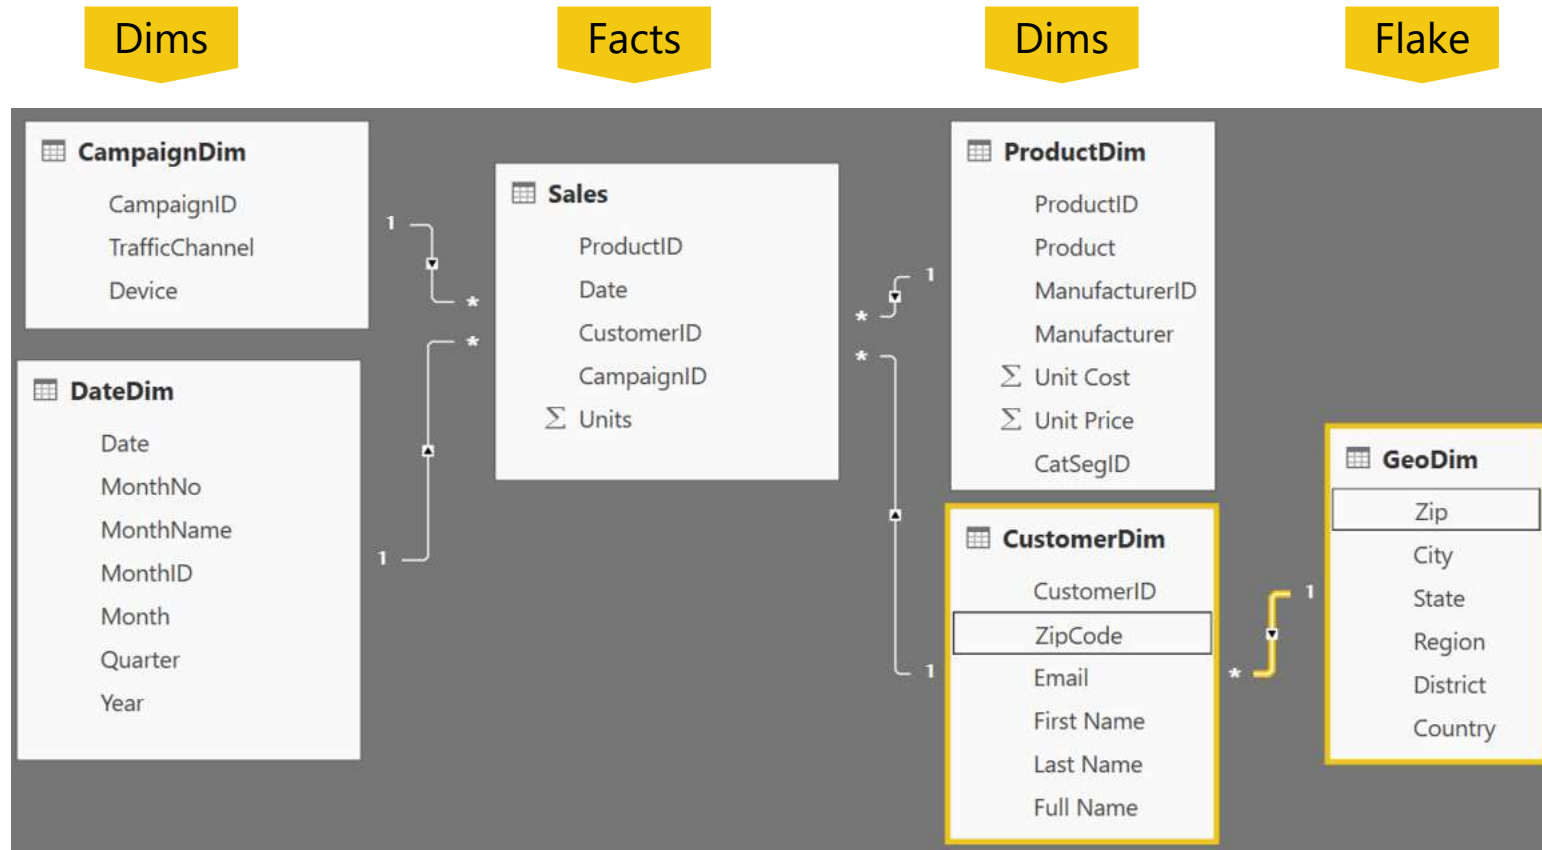 Dims
Facts
Dims
Flake
CampaignDim
CampaignID
TrafficChannel
Device
1
*
DateDim
Date
MonthNo
MonthName
MonthID
Month
Quarter
Year
1
*
Sales
ProductID
Date
CustomerID
CampaignID
Σ Units
*
1
*
1
ProductDim
ProductID
Product
ManufacturerID
Manufacturer
Σ Unit Cost
Σ Unit Price
CatSegID
CustomerDim
CustomerID
ZipCode
Email
First Name
Last Name
Full Name
*
1
GeoDim
Zip
City
State
Region
District
Country